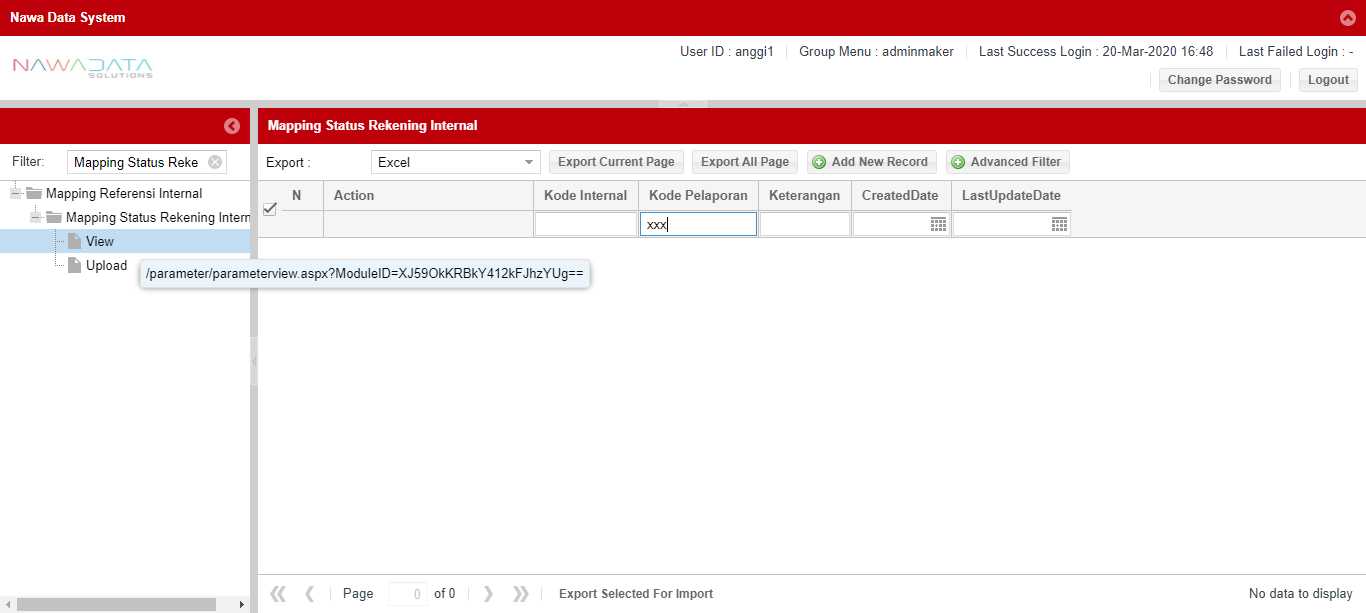 Nawa Data System
User ID : anggi1 Group Menu : adminmaker Last Success Login : 20-Mar-2020 16:48 Last Failed Login : -
NAWADATA
SOLUTIONS
Change Password Logout
Mapping Status Rekening Internal
Filter: Mapping Status Reke
Export : Excel Export Current Page Export All Page Add New Record Advanced Filter
Mapping Referensi Internal
Mapping Status Rekening Intern
View
Upload
N Action Kode Internal Kode Pelaporan Keterangan CreatedDate LastUpdateDate
xxx
/parameter/parameterview.aspx?ModuleID=XJ59OkKRBkY412kFJhzYUg==
Page 0 of 0 Export Selected For Import No data to display